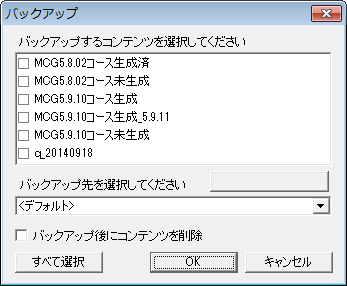 バックアップ
バックアップするコンテンツを選択してください
MCG5.8.02コース生成済
MCG5.8.02コース未生成
MCG5.9.10コース生成
MCG5.9.10コース生成_5.9.11
MCG5.9.10コース未生成
cj_20140918
バックアップ先を選択してください
<デフォルト>
バックアップ後にコンテンツを削除
すべて選択
OK
キャンセル